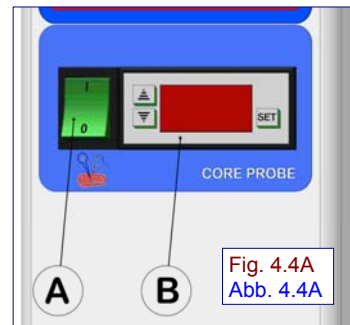 I
0
SET
CORE PROBE
A
B
Fig. 4.4A
Abb. 4.4A